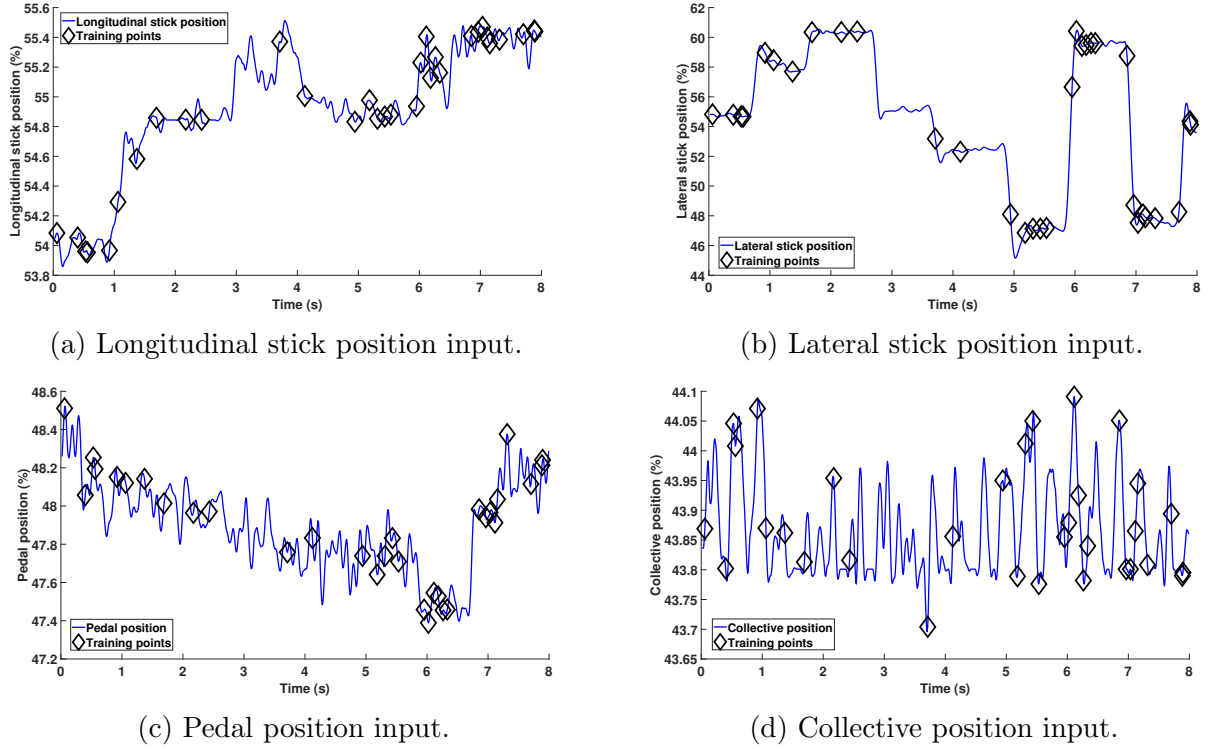 55.6
55.4
55.2
55
54.8
54.6
54.4
54.2
54
53.8
Longitudinal stick position (%)
Longitudinal stick position
Training points
0 1 2 3 4 5 6 7 8
Time (s)
(a) Longitudinal stick position input.
62
60
58
56
54
52
50
48
46
44
Lateral stick position (%)
Lateral stick position
Training points
0 1 2 3 4 5 6 7 8
Time (s)
(b) Lateral stick position input.
48.6
48.4
48.2
48
47.8
47.6
47.4
47.2
Pedal position (%)
Pedal position
Training points
0 1 2 3 4 5 6 7 8
Time (s)
(c) Pedal position input.
44.1
44.05
44
43.95
43.9
43.85
43.8
43.75
43.7
43.65
Collective position (%)
Collective position
Training points
0 1 2 3 4 5 6 7 8
Time (s)
(d) Collective position input.